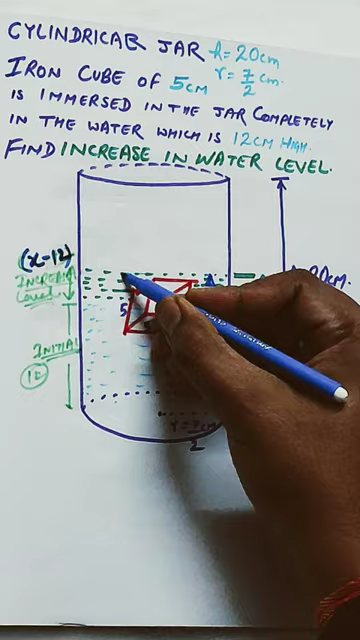 CYLINDRICAL JAR h = 20cm
r = 7/2 cm.
IRON CUBE OF 5CM
IS IMMERSED IN THE JAR COMPLETELY
IN THE WATER WHICH IS 12CM HIGH.
FIND INCREASE IN WATER LEVEL.
(x-12)
INCREASE
Level
5
INITIAL
12
20cm.
r = 7cm
2